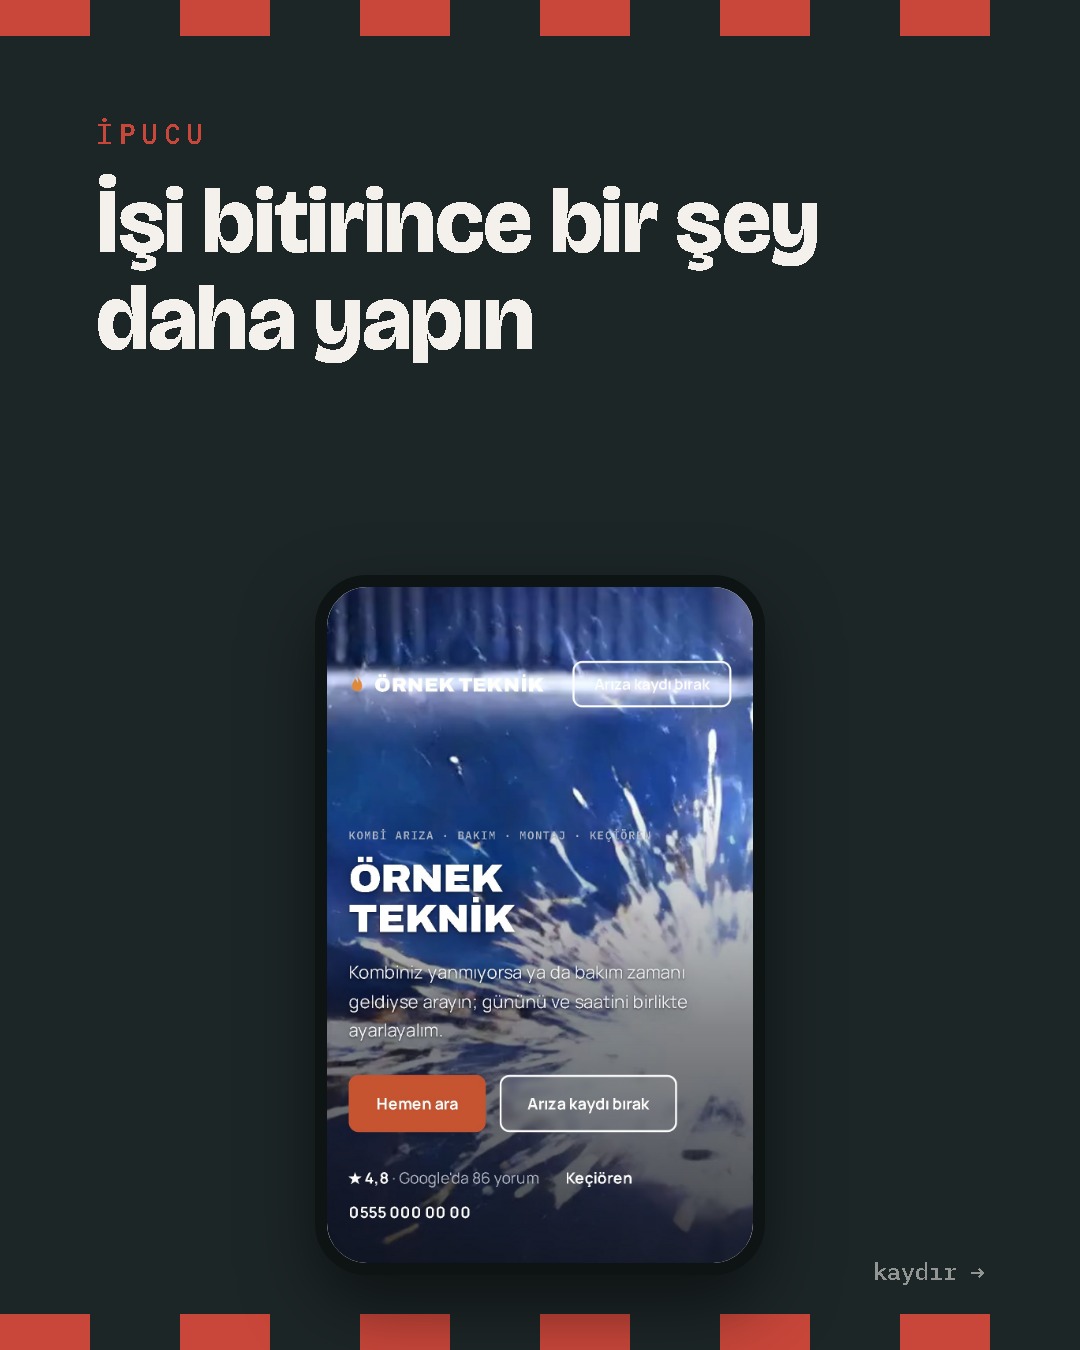 İPUCU
İşi bitirince bir şey
daha yapın
ÖRNEK TEKNİK
Arıza kaydı bırak
KOMBİ ARIZA · BAKIM · MONTAJ · KEÇİÖREN
ÖRNEK
TEKNİK
Kombiniz yanmıyorsa ya da bakım zamanı
geldiyse arayın; gününü ve saatini birlikte
ayarlayalım.
Hemen ara
Arıza kaydı bırak
★ 4,8 · Google'da 86 yorum Keçiören
0555 000 00 00
kaydır →